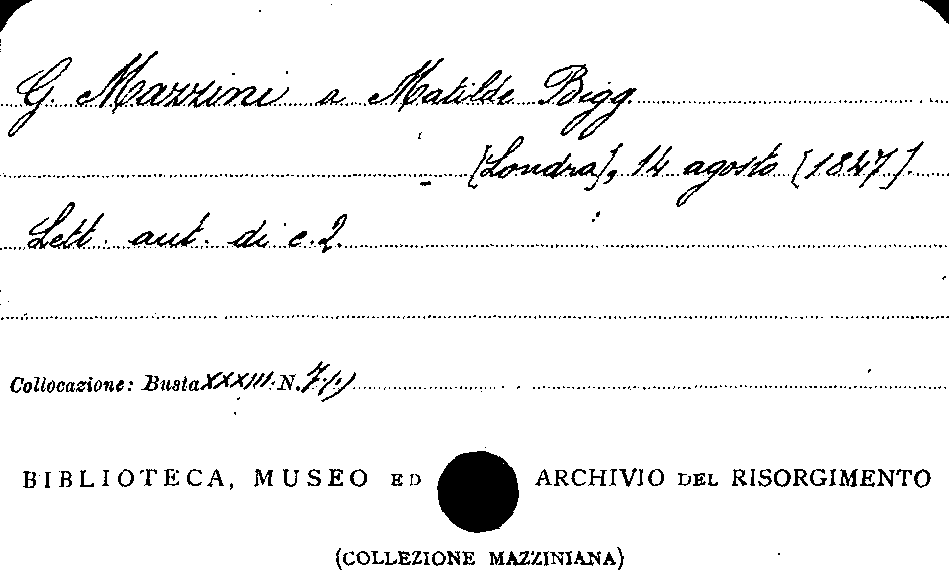 G. Mazzini a Matilde Bigg.
[Londra], 14 agosto [1847].
Lett. aut. di c. 2.
Collocazione: Busta XXXIII. N. 7.(1)
BIBLIOTECA, MUSEO ED ARCHIVIO DEL RISORGIMENTO
(COLLEZIONE MAZZINIANA)